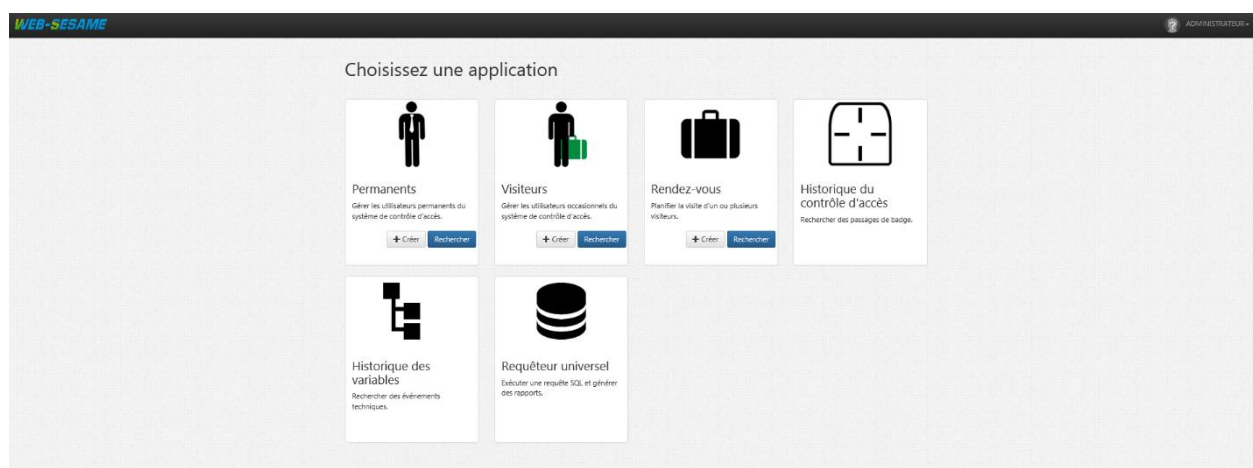 WEB-SESAME
ADMINISTRATEUR
Choisissez une application
Permanents
Gérer les utilisateurs permanents du
système de contrôle d'accès.
+ Créer Rechercher
Visiteurs
Gérer les utilisateurs occasionnels du
système de contrôle d'accès.
+ Créer Rechercher
Rendez-vous
Planifier la visite d'un ou plusieurs
visiteurs.
+ Créer Rechercher
Historique du
contrôle d'accès
Rechercher des passages de badge.
Historique des
variables
Rechercher des événements
techniques.
Requêteur universel
Exécuter une requête SQL et générer
des rapports.